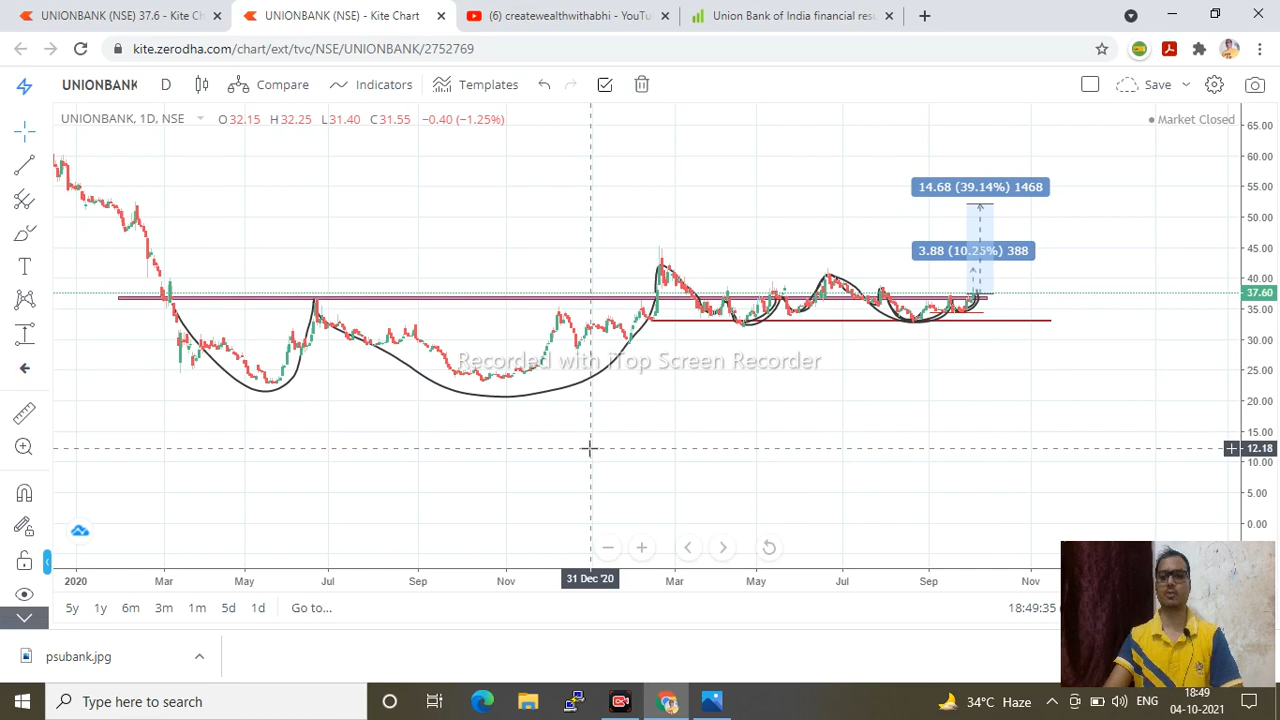 UNIONBANK (NSE) 37.6 - Kite Chart
UNIONBANK (NSE) - Kite Chart
(6) createwealthwithabhi - YouTu
Union Bank of India financial resu
kite.zerodha.com/chart/ext/tvc/NSE/UNIONBANK/2752769
UNIONBANK D Compare Indicators Templates Save
UNIONBANK, 1D, NSE O32.15 H32.25 L31.40 C31.55 −0.40 (−1.25%)
Market Closed
65.00
60.00
55.00
50.00
45.00
40.00
37.60
35.00
30.00
25.00
20.00
15.00
12.18
10.00
5.00
0.00
14.68 (39.14%) 1468
3.88 (10.25%) 388
Recorded with iTop Screen Recorder
2020 Mar May Jul Sep Nov 31 Dec '20 Mar May Jul Sep Nov
5y 1y 6m 3m 1m 5d 1d Go to...
18:49:35
psubank.jpg
Type here to search
34°C Haze
ENG
18:49
04-10-2021